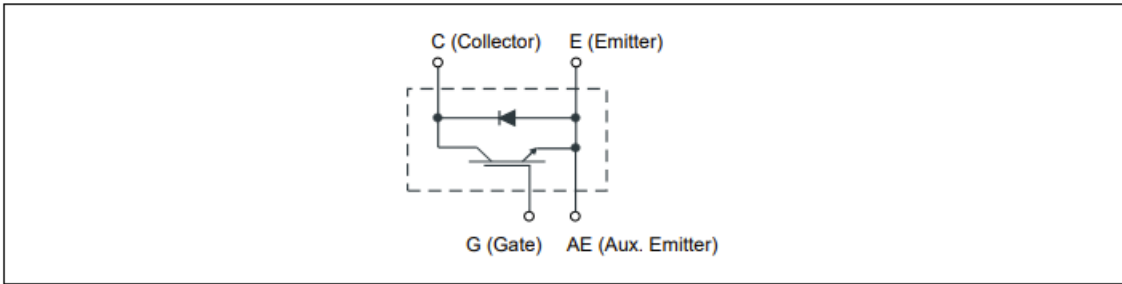 C (Collector) E (Emitter)
G (Gate) AE (Aux. Emitter)